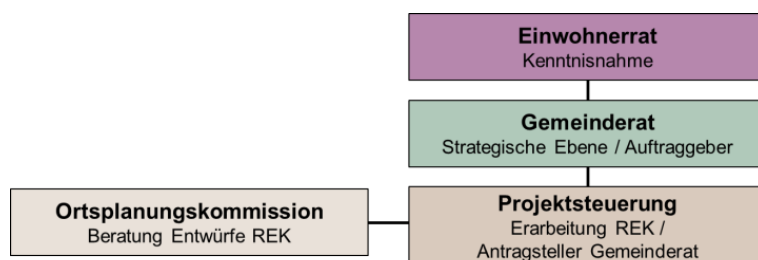 Einwohnerrat
Kenntnisnahme
Gemeinderat
Strategische Ebene / Auftraggeber
Ortsplanungskommission
Beratung Entwürfe REK
Projektsteuerung
Erarbeitung REK /
Antragsteller Gemeinderat